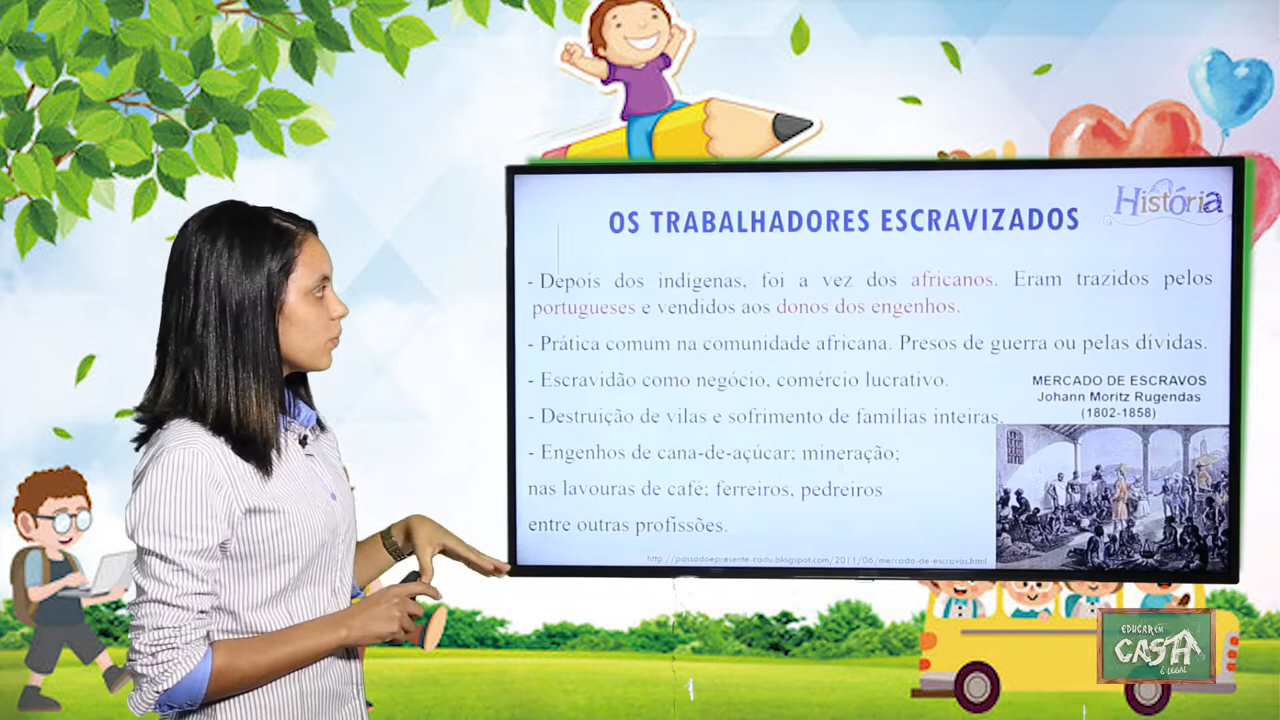 História
OS TRABALHADORES ESCRAVIZADOS
- Depois dos indígenas, foi a vez dos africanos. Eram trazidos pelos
portugueses e vendidos aos donos dos engenhos.
- Prática comum na comunidade africana. Presos de guerra ou pelas dívidas.
- Escravidão como negócio, comércio lucrativo.
- Destruição de vilas e sofrimento de famílias inteiras.
- Engenhos de cana-de-açúcar; mineração;
nas lavouras de café; ferreiros, pedreiros
entre outras profissões.
MERCADO DE ESCRAVOS
Johann Moritz Rugendas
(1802-1858)
http://passadoepresente-cadu.blogspot.com/2011/06/mercado-de-escravos.html
EDUCAR EM
CASA
É LEGAL